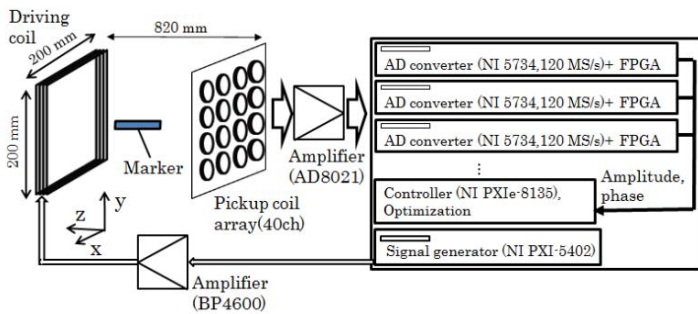 Driving
coil
200 mm
820 mm
200 mm
Marker
z
y
x
Pickup coil
array(40ch)
Amplifier
(AD8021)
Amplifier
(BP4600)
AD converter (NI 5734,120 MS/s)+ FPGA
AD converter (NI 5734,120 MS/s)+ FPGA
AD converter (NI 5734,120 MS/s)+ FPGA
⋮
Amplitude,
phase
Controller (NI PXIe-8135),
Optimization
Signal generator (NI PXI-5402)